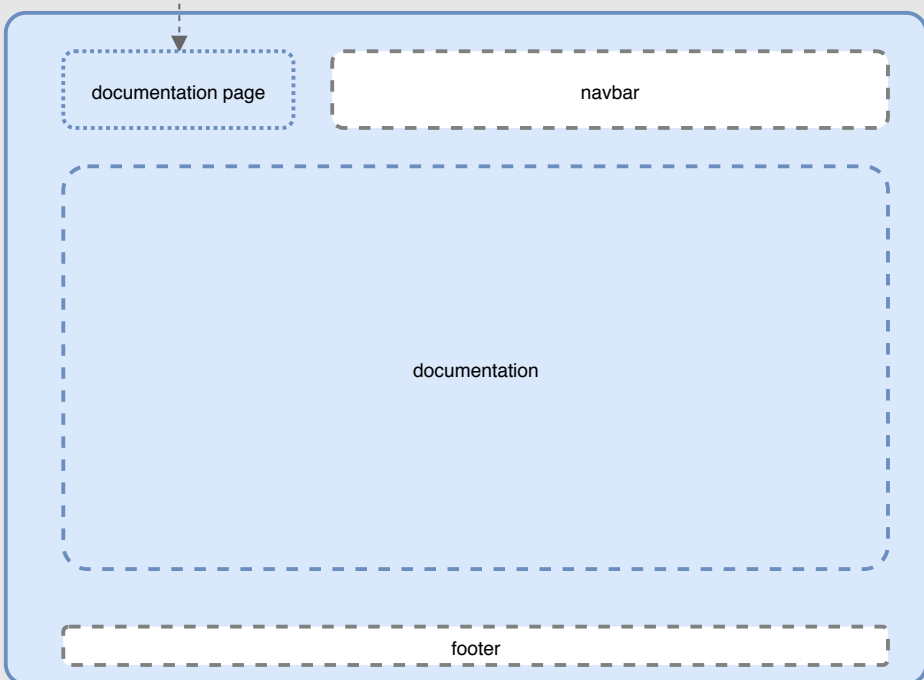 documentation page
navbar
documentation
footer